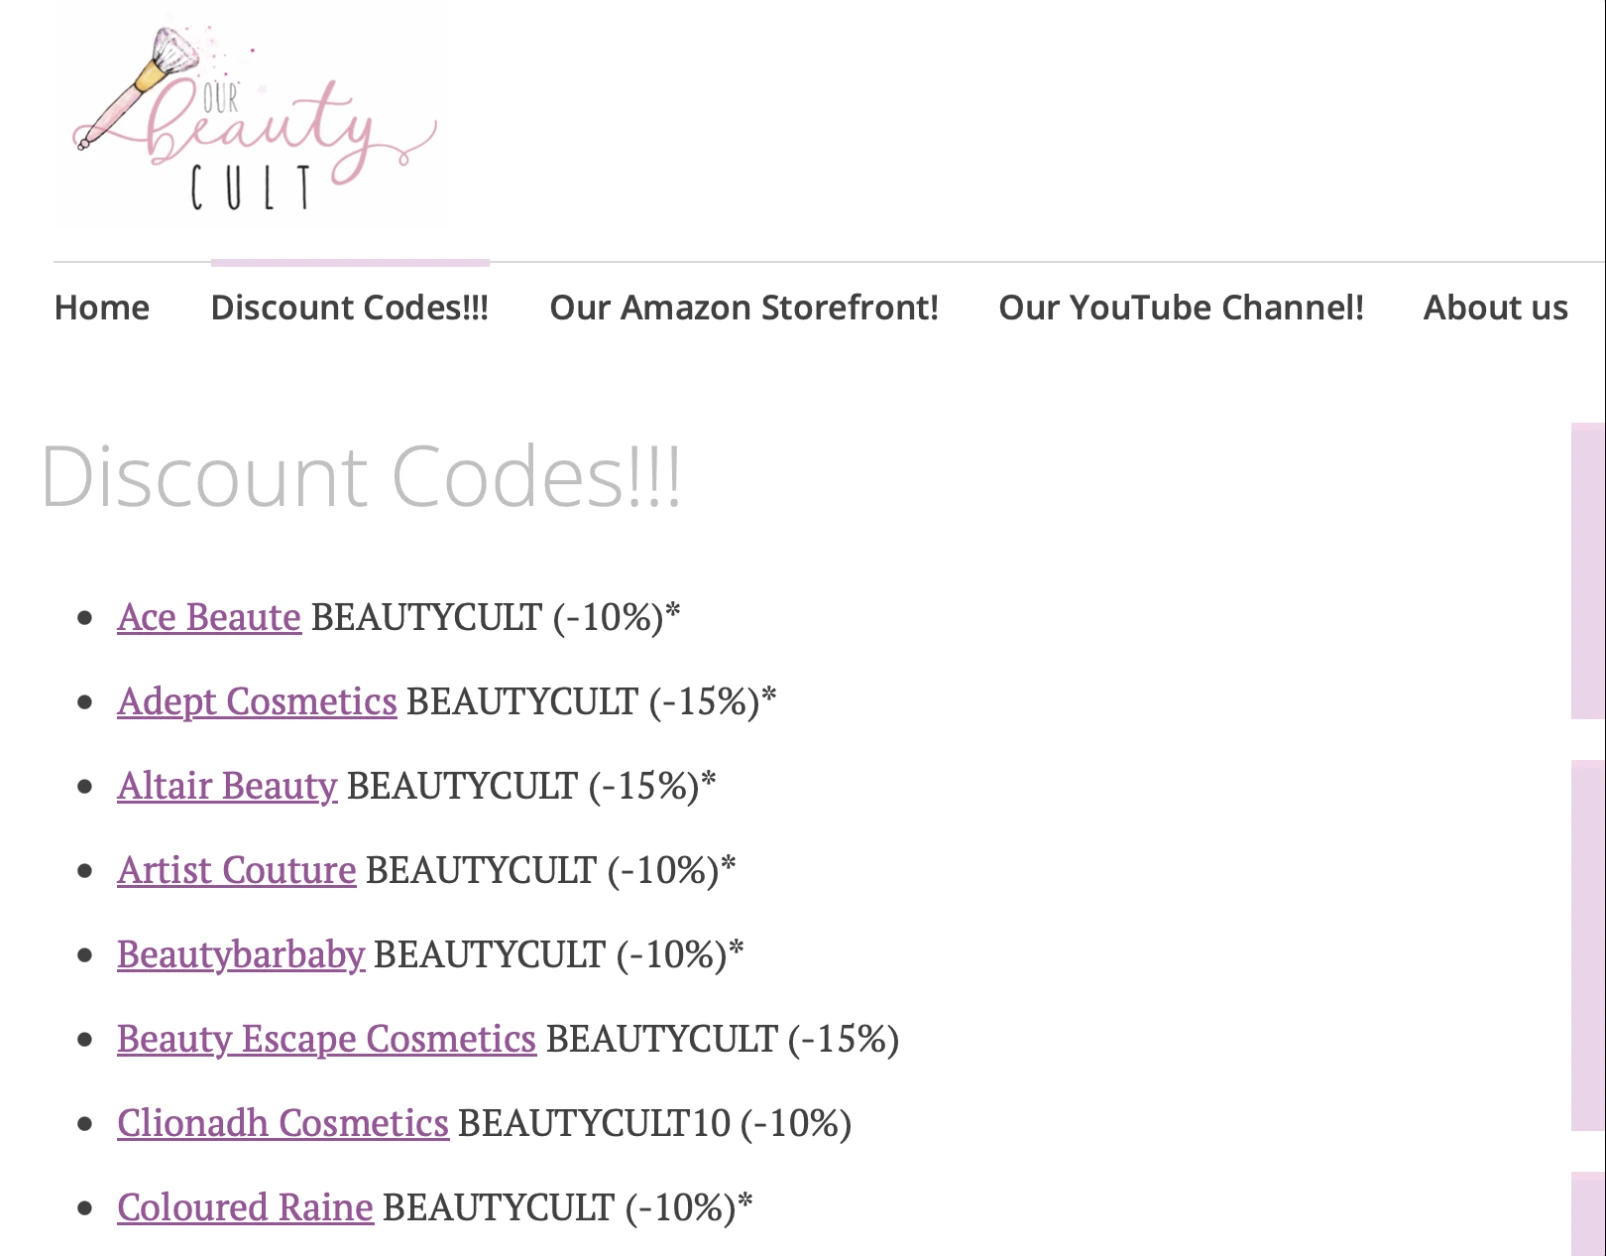 OUR
beauty
CULT
Home Discount Codes!!! Our Amazon Storefront! Our YouTube Channel! About us
Discount Codes!!!
• Ace Beaute BEAUTYCULT (-10%)*
• Adept Cosmetics BEAUTYCULT (-15%)*
• Altair Beauty BEAUTYCULT (-15%)*
• Artist Couture BEAUTYCULT (-10%)*
• Beautybarbaby BEAUTYCULT (-10%)*
• Beauty Escape Cosmetics BEAUTYCULT (-15%)
• Clionadh Cosmetics BEAUTYCULT10 (-10%)
• Coloured Raine BEAUTYCULT (-10%)*